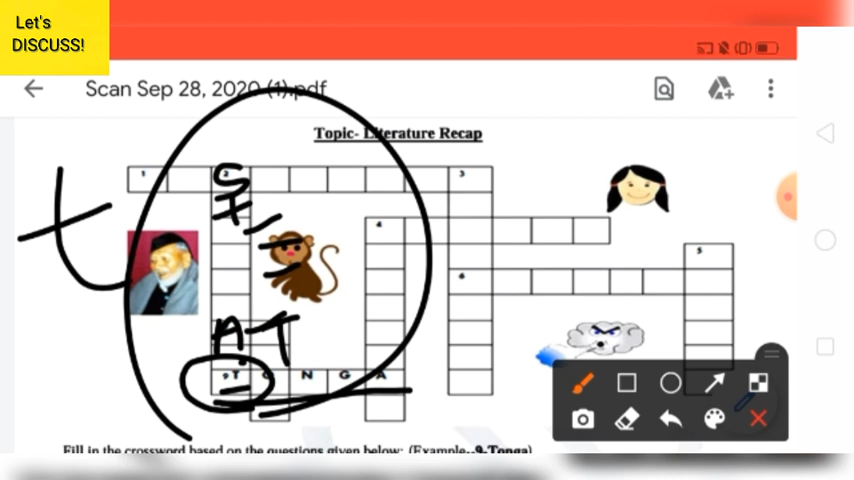 Let's
DISCUSS!
Scan Sep 28, 2020 (1).pdf
Topic- Literature Recap
1 2 3
S
I
4
t
5
6
A T
9 T O N G A
Fill in the crossword based on the questions given below: (Example--9-Tonga)